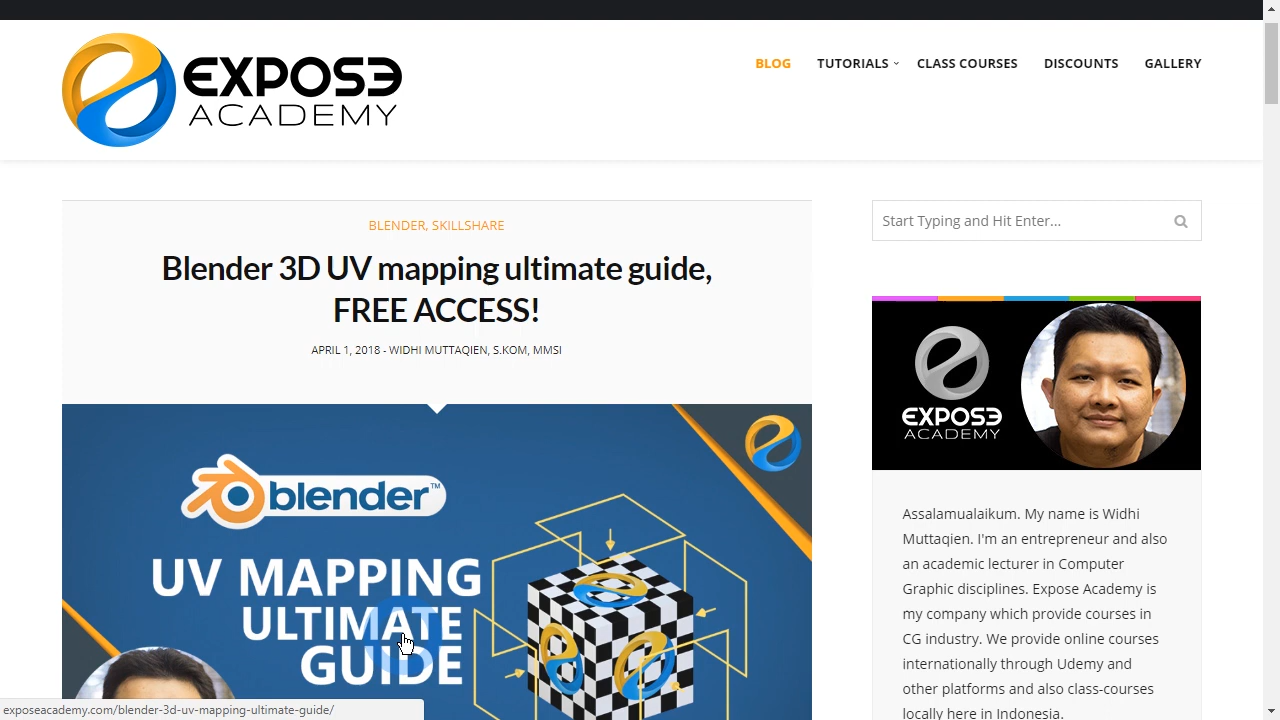 EXPOSE
ACADEMY
BLOG
TUTORIALS
CLASS COURSES
DISCOUNTS
GALLERY
BLENDER, SKILLSHARE
Blender 3D UV mapping ultimate guide,
FREE ACCESS!
APRIL 1, 2018 - WIDHI MUTTAQIEN, S.KOM, MMSI
blender™
UV MAPPING
ULTIMATE
GUIDE
Start Typing and Hit Enter...
EXPOSE
ACADEMY
Assalamualaikum. My name is Widhi
Muttaqien. I'm an entrepreneur and also
an academic lecturer in Computer
Graphic disciplines. Expose Academy is
my company which provide courses in
CG industry. We provide online courses
internationally through Udemy and
other platforms and also class-courses
locally here in Indonesia.
exposeacademy.com/blender-3d-uv-mapping-ultimate-guide/